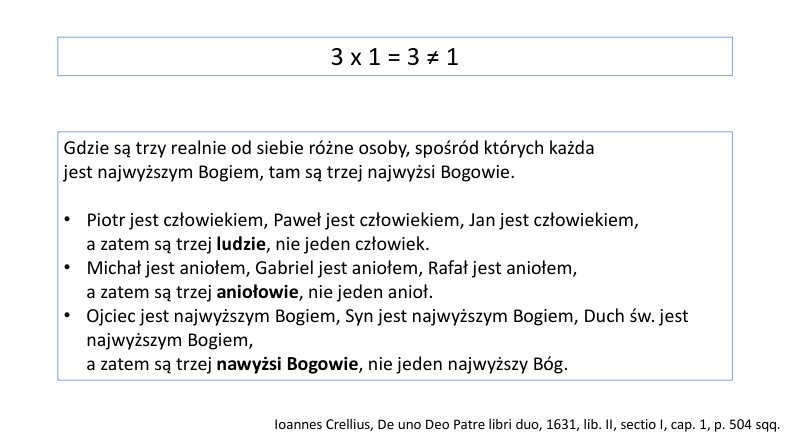 3 x 1 = 3 ≠ 1
Gdzie są trzy realnie od siebie różne osoby, spośród których każda
jest najwyższym Bogiem, tam są trzej najwyżsi Bogowie.
• Piotr jest człowiekiem, Paweł jest człowiekiem, Jan jest człowiekiem,
a zatem są trzej ludzie, nie jeden człowiek.
• Michał jest aniołem, Gabriel jest aniołem, Rafał jest aniołem,
a zatem są trzej aniołowie, nie jeden anioł.
• Ojciec jest najwyższym Bogiem, Syn jest najwyższym Bogiem, Duch św. jest
najwyższym Bogiem,
a zatem są trzej nawyżsi Bogowie, nie jeden najwyższy Bóg.
Ioannes Crellius, De uno Deo Patre libri duo, 1631, lib. II, sectio I, cap. 1, p. 504 sqq.